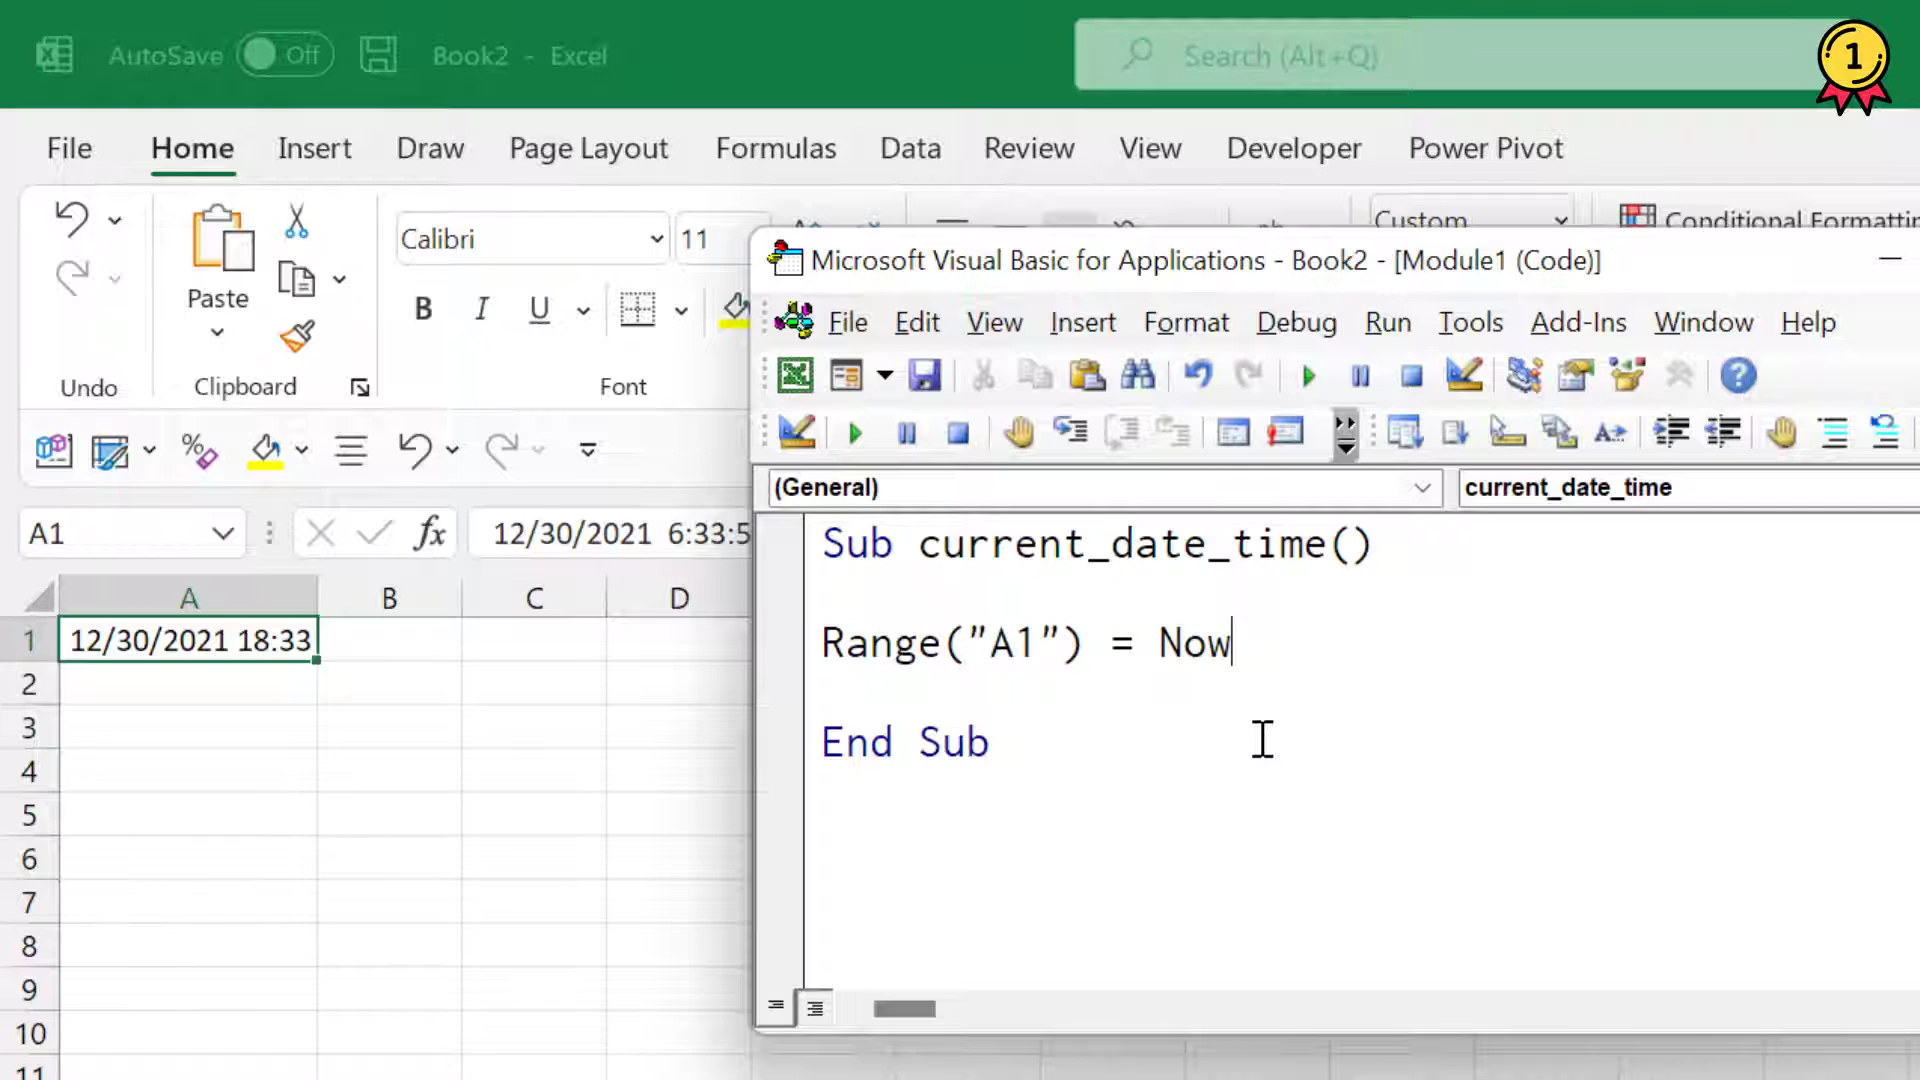 AutoSave Off Book2 - Excel Search (Alt+Q) 1
File Home Insert Draw Page Layout Formulas Data Review View Developer Power Pivot
Calibri 11 Custom
Paste B I U
Undo Clipboard Font
Microsoft Visual Basic for Applications - Book2 - [Module1 (Code)]
File Edit View Insert Format Debug Run Tools Add-Ins Window Help
(General) current_date_time
A1 fx 12/30/2021 6:33:5
A B C D
1 12/30/2021 18:33
2
3
4
5
6
7
8
9
10
11
Sub current_date_time()
Range("A1") = Now
End Sub